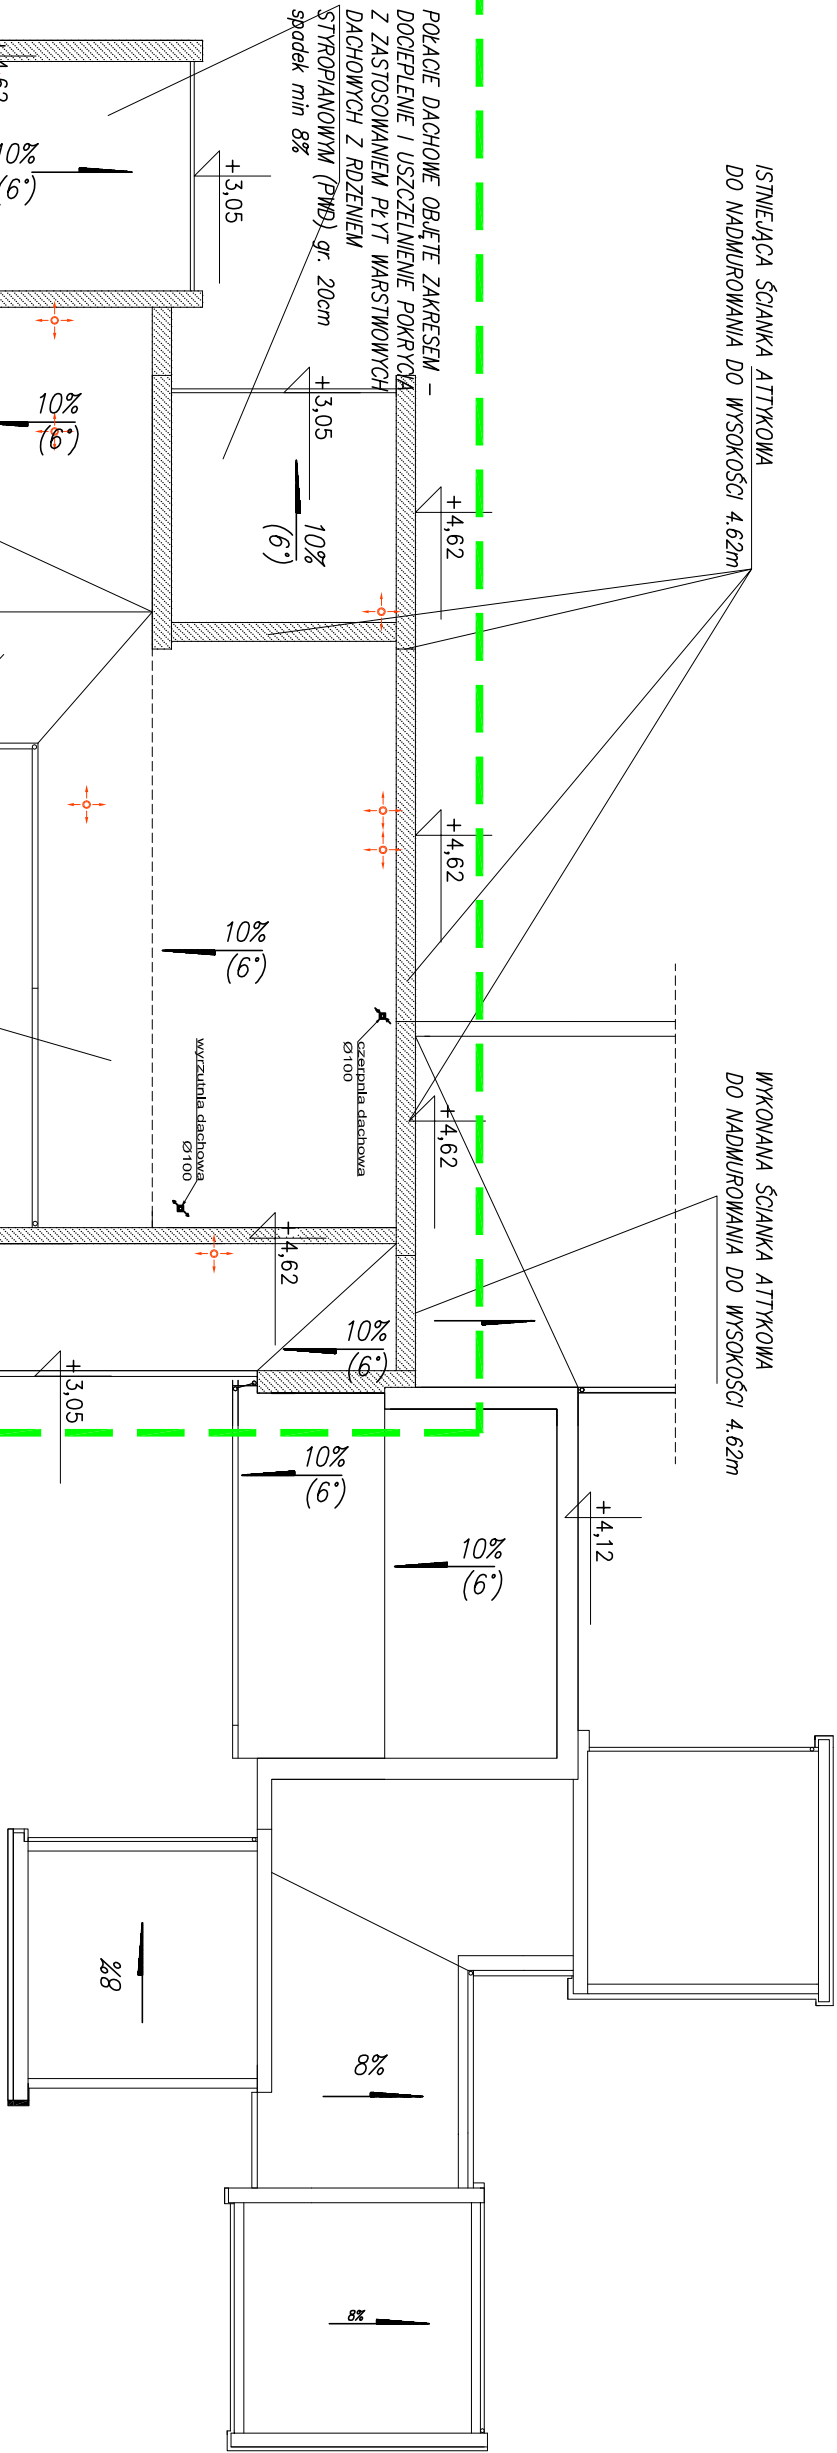 ISTNIEJĄCA ŚCIANKA ATTYKOWA
DO NADMUROWANIA DO WYSOKOŚCI 4.62m
WYKONANA ŚCIANKA ATTYKOWA
DO NADMUROWANIA DO WYSOKOŚCI 4.62m
POŁACIE DACHOWE OBJĘTE ZAKRESEM –
DOCIEPLENIE I USZCZELNIENIE POKRYCIA
Z ZASTOSOWANIEM PŁYT WARSTWOWYCH
DACHOWYCH Z RDZENIEM
STYROPIANOWYM (PWD) gr. 20cm
spadek min 8%
+4,62
+4,62
+4,62
+4,12
+3,05
+3,05
10%
(6°)
10%
(6°)
czerpnia dachowa
Ø100
wyrzutnia dachowa
Ø100
+4,62
10%
(6°)
10%
(6°)
10%
(6°)
10%
(6°)
10%
(6°)
+3,05
8%
8%
8%